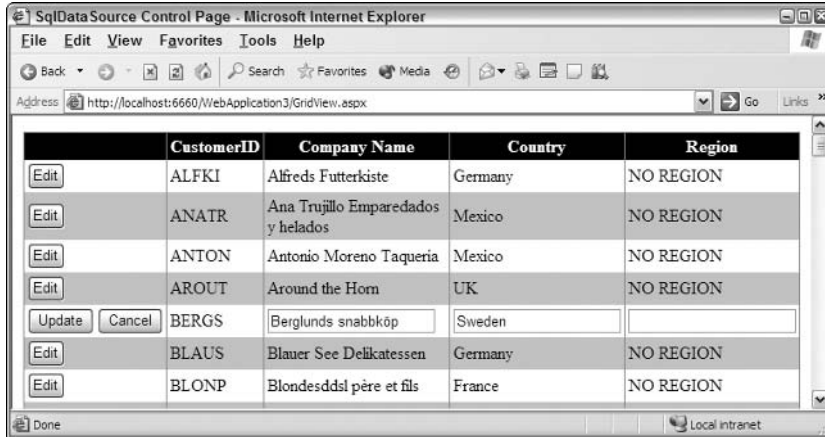 SqlDataSource Control Page - Microsoft Internet Explorer
File Edit View Favorites Tools Help
Back Search Favorites Media
Address http://localhost:6660/WebApplication3/GridView.aspx Go Links »
CustomerID Company Name Country Region
Edit ALFKI Alfreds Futterkiste Germany NO REGION
Edit ANATR Ana Trujillo Emparedados y helados Mexico NO REGION
Edit ANTON Antonio Moreno Taqueria Mexico NO REGION
Edit AROUT Around the Horn UK NO REGION
Update Cancel BERGS Berglunds snabbköp Sweden
Edit BLAUS Blauer See Delikatessen Germany NO REGION
Edit BLONP Blondesddsl père et fils France NO REGION
Done Local intranet